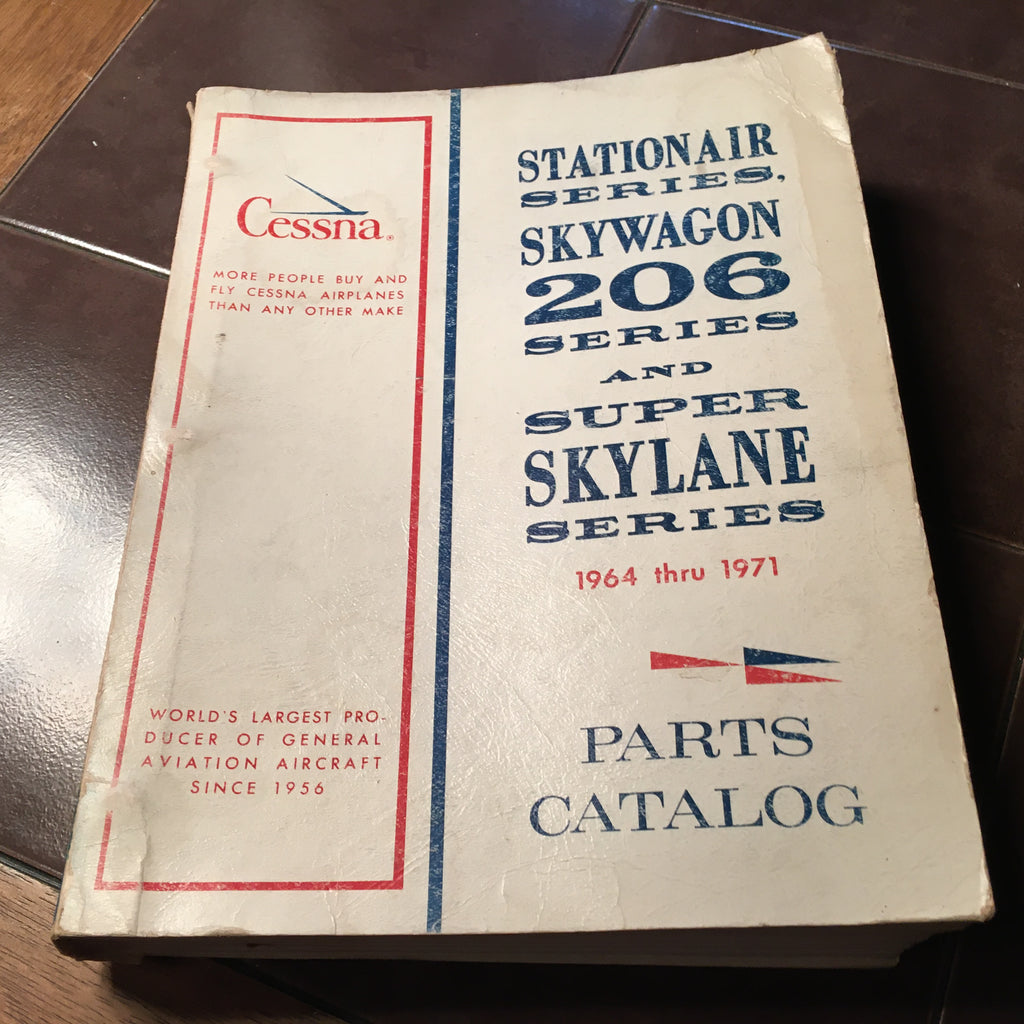 Cessna®
MORE PEOPLE BUY AND
FLY CESSNA AIRPLANES
THAN ANY OTHER MAKE
WORLD'S LARGEST PRO-
DUCER OF GENERAL
AVIATION AIRCRAFT
SINCE 1956
STATIONAIR
SERIES,
SKYWAGON
206
SERIES
AND
SUPER
SKYLANE
SERIES
1964 thru 1971
PARTS
CATALOG